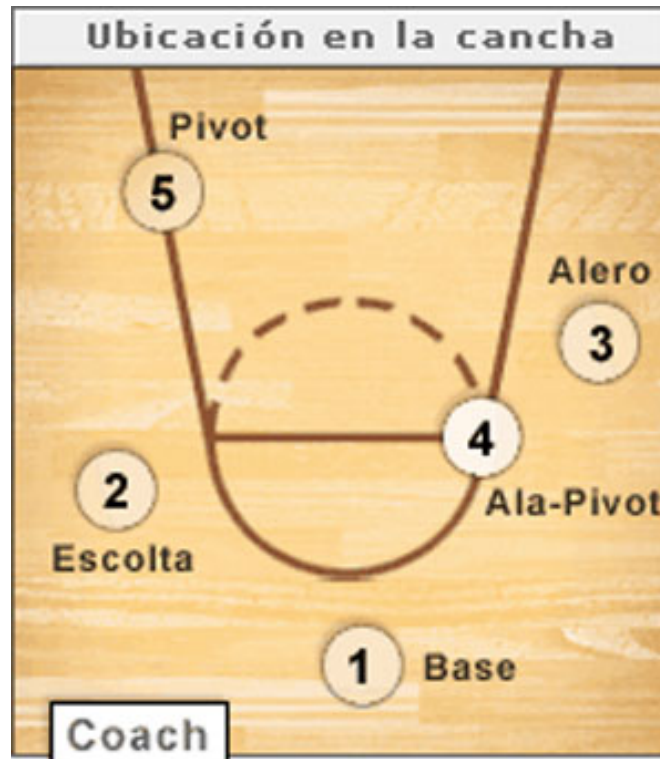 Ubicación en la cancha
Pivot
5
Alero
3
4
Ala-Pivot
2
Escolta
1 Base
Coach